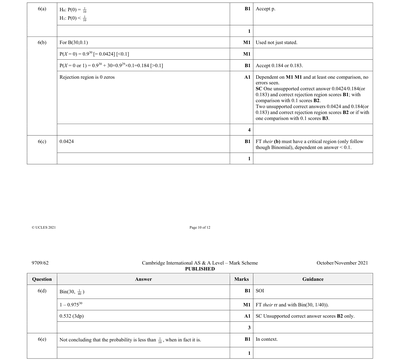 6(a) H₀: P(0) = 1/10 B1 Accept p.
H₁: P(0) < 1/10
1
6(b) For B(30,0.1) M1 Used not just stated.
P(X = 0) = 0.9³⁰ [= 0.0424] [<0.1] M1
P(X = 0 or 1) = 0.9³⁰ + 30×0.9²⁹×0.1=0.184 [>0.1] B1 Accept 0.184 or 0.183.
Rejection region is 0 zeros A1 Dependent on M1 M1 and at least one comparison, no
errors seen.
SC One unsupported correct answer 0.0424/0.184(or
0.183) and correct rejection region scores B1; with
comparison with 0.1 scores B2.
Two unsupported correct answers 0.0424 and 0.184(or
0.183) and correct rejection region scores B2 or if with
one comparison with 0.1 scores B3.
4
6(c) 0.0424 B1 FT their (b) must have a critical region (only follow
though Binomial), dependent on answer < 0.1.
1
© UCLES 2021 Page 10 of 12
9709/62 Cambridge International AS & A Level – Mark Scheme October/November 2021
PUBLISHED
Question Answer Marks Guidance
6(d) Bin(30, 1/40) B1 SOI
1 – 0.975³⁰ M1 FT their rr and with Bin(30, 1/40)).
0.532 (3dp) A1 SC Unsupported correct answer scores B2 only.
3
6(e) Not concluding that the probability is less than 1/10, when in fact it is. B1 In context.
1